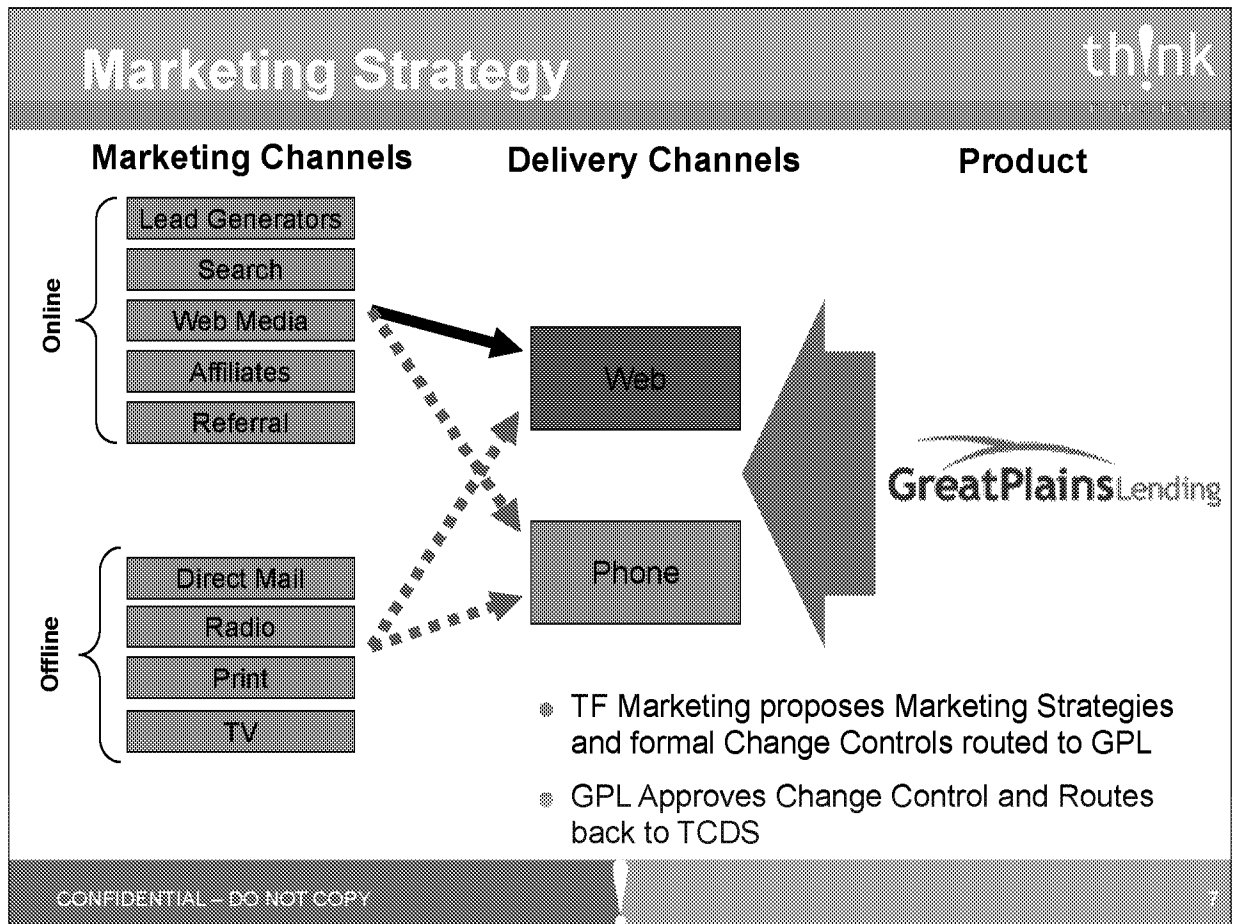 Marketing Strategy
th!nk
Marketing Channels
Delivery Channels
Product
Online
Lead Generators
Search
Web Media
Affiliates
Referral
Offline
Direct Mail
Radio
Print
TV
Web
Phone
GreatPlainsLending
TF Marketing proposes Marketing Strategies
and formal Change Controls routed to GPL
GPL Approves Change Control and Routes
back to TCDS
CONFIDENTIAL – DO NOT COPY
7